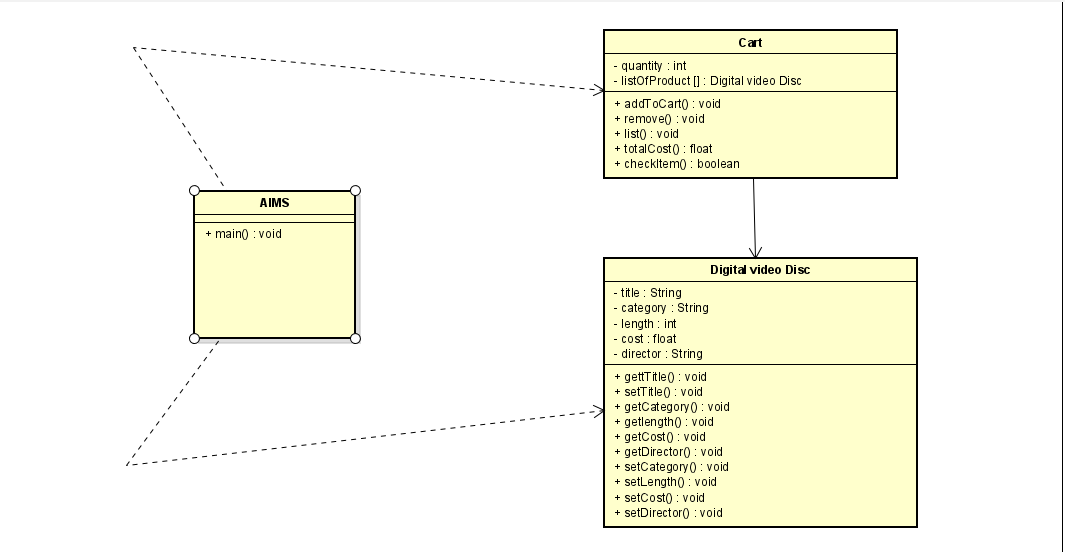 Cart
- quantity : int
- listOfProduct [] : Digital video Disc
+ addToCart() : void
+ remove() : void
+ list() : void
+ totalCost() : float
+ checkItem() : boolean
AIMS
+ main() : void
Digital video Disc
- title : String
- category : String
- length : int
- cost : float
- director : String
+ gettTitle() : void
+ setTitle() : void
+ getCategory() : void
+ getlength() : void
+ getCost() : void
+ getDirector() : void
+ setCategory() : void
+ setLength() : void
+ setCost() : void
+ setDirector() : void